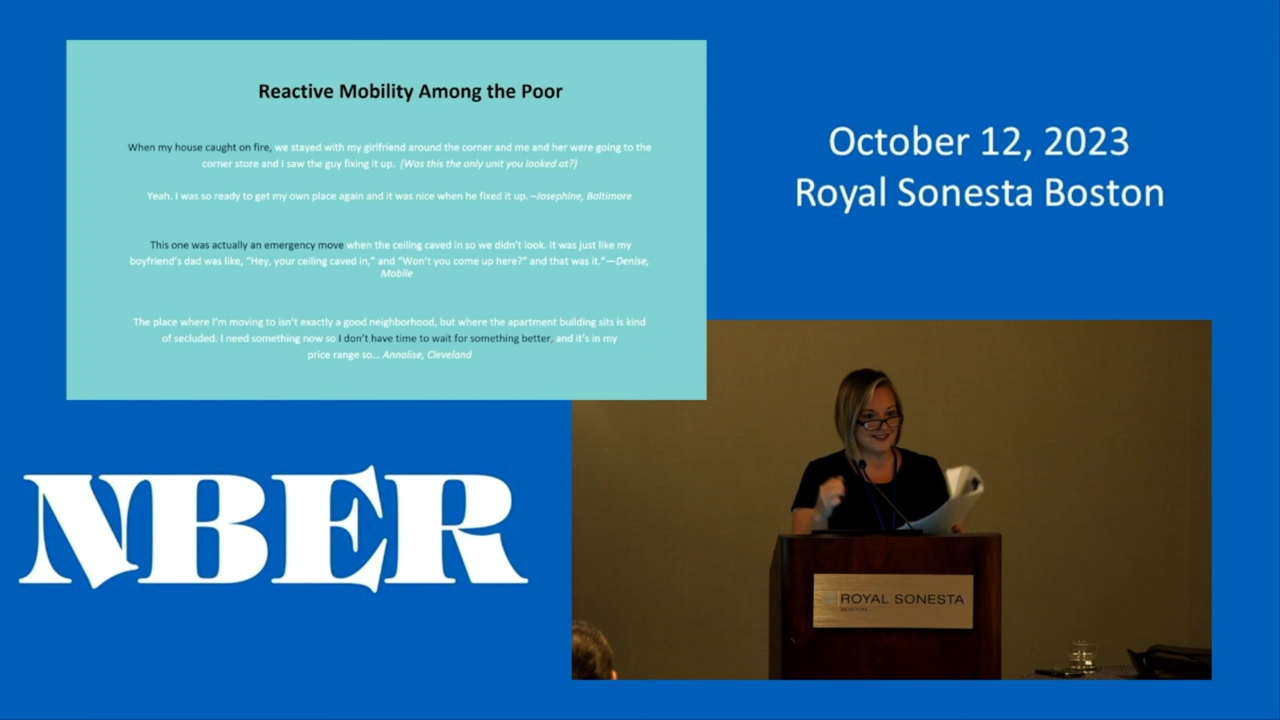 Reactive Mobility Among the Poor
When my house caught on fire, we stayed with my girlfriend around the corner and me and her were going to the
corner store and I saw the guy fixing it up. (Was this the only unit you looked at?)
Yeah. I was so ready to get my own place again and it was nice when he fixed it up. –Josephine, Baltimore
This one was actually an emergency move when the ceiling caved in so we didn't look. It was just like my
boyfriend's dad was like, "Hey, your ceiling caved in," and "Won't you come up here?" and that was it."—Denise,
Mobile
The place where I'm moving to isn't exactly a good neighborhood, but where the apartment building sits is kind
of secluded. I need something now so I don't have time to wait for something better, and it's in my
price range so... Annalise, Cleveland
October 12, 2023
Royal Sonesta Boston
NBER
ROYAL SONESTA
BOSTON